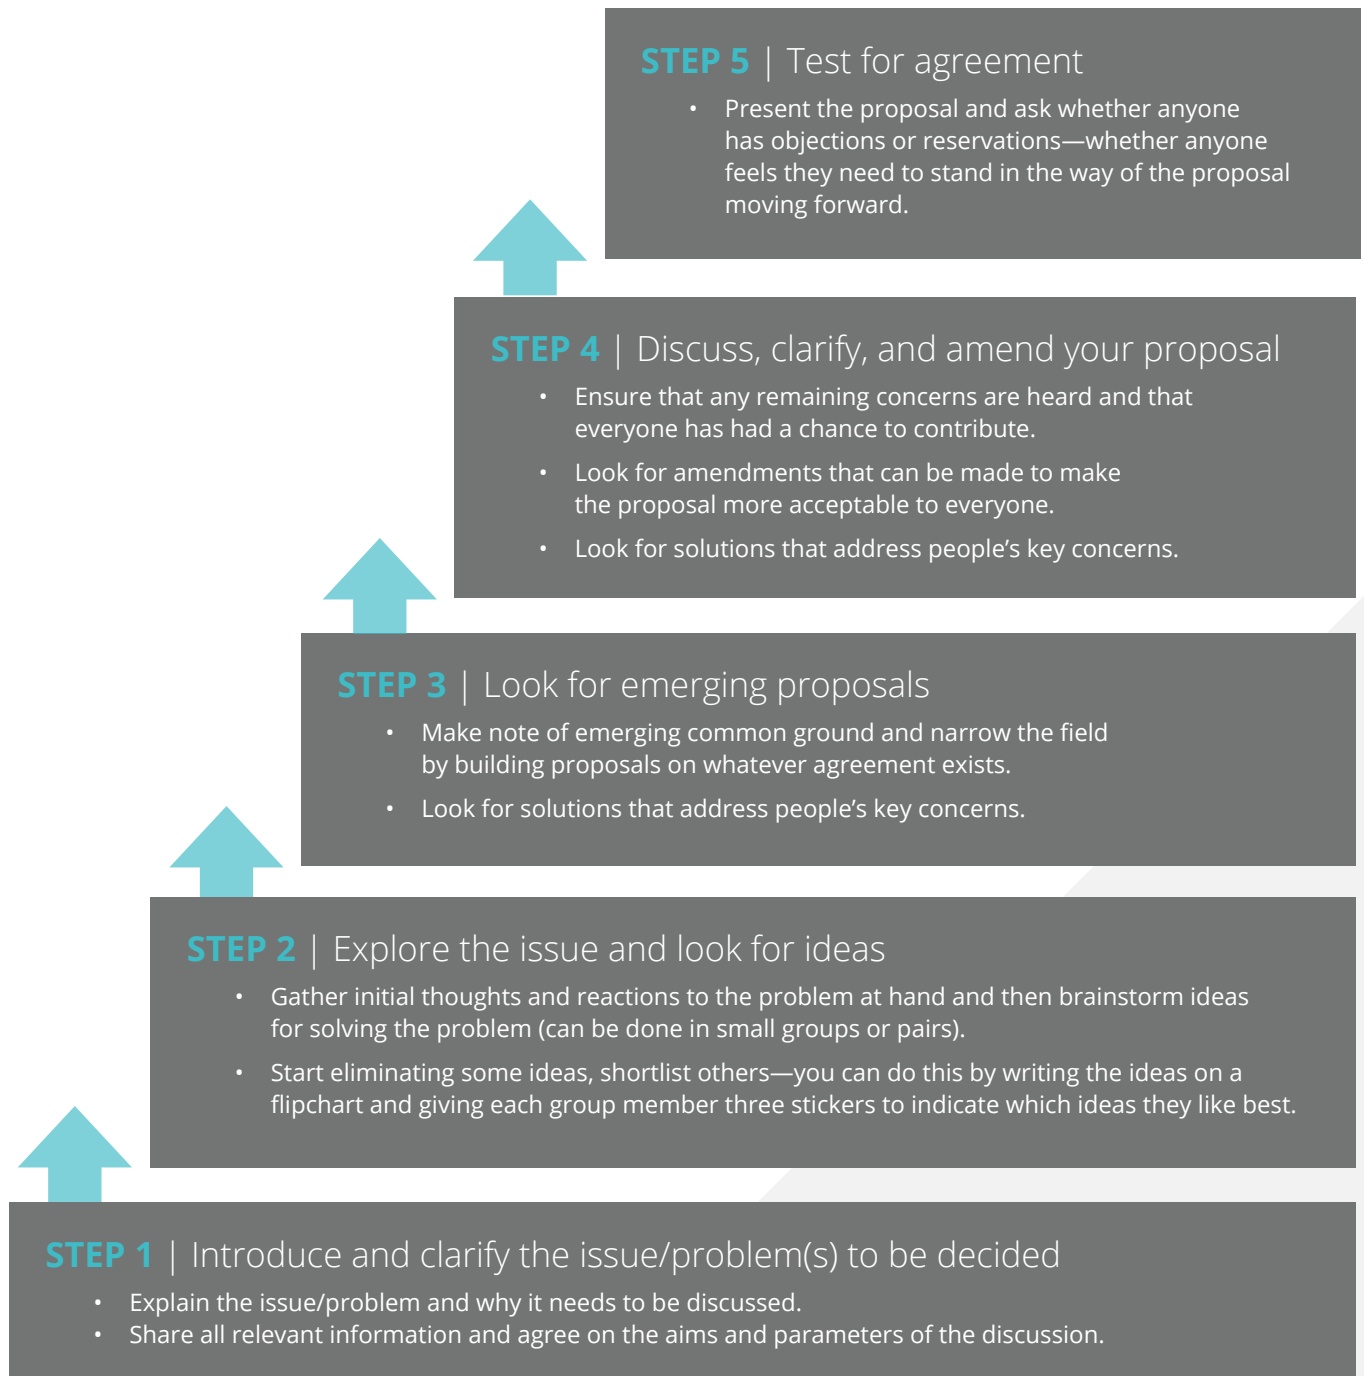 STEP 5 | Test for agreement
• Present the proposal and ask whether anyone
has objections or reservations—whether anyone
feels they need to stand in the way of the proposal
moving forward.
STEP 4 | Discuss, clarify, and amend your proposal
• Ensure that any remaining concerns are heard and that
everyone has had a chance to contribute.
• Look for amendments that can be made to make
the proposal more acceptable to everyone.
• Look for solutions that address people’s key concerns.
STEP 3 | Look for emerging proposals
• Make note of emerging common ground and narrow the field
by building proposals on whatever agreement exists.
• Look for solutions that address people’s key concerns.
STEP 2 | Explore the issue and look for ideas
• Gather initial thoughts and reactions to the problem at hand and then brainstorm ideas
for solving the problem (can be done in small groups or pairs).
• Start eliminating some ideas, shortlist others—you can do this by writing the ideas on a
flipchart and giving each group member three stickers to indicate which ideas they like best.
STEP 1 | Introduce and clarify the issue/problem(s) to be decided
• Explain the issue/problem and why it needs to be discussed.
• Share all relevant information and agree on the aims and parameters of the discussion.